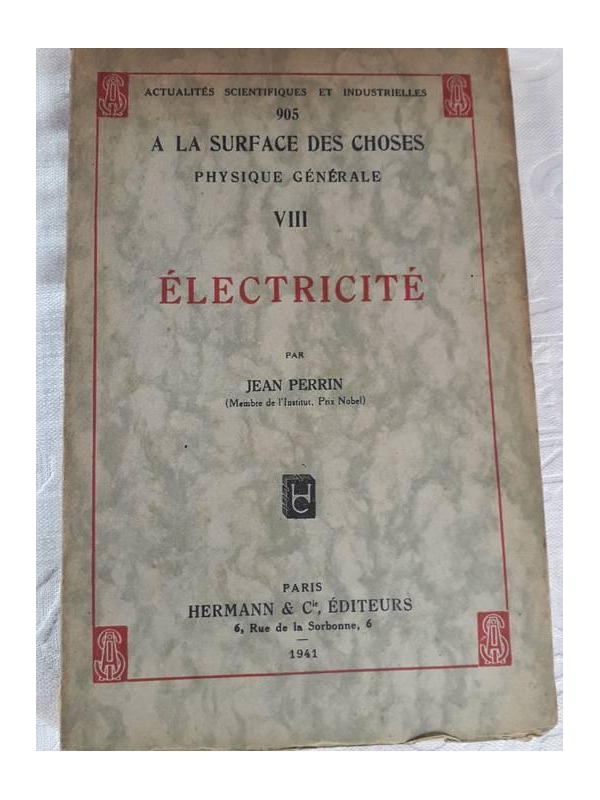 ACTUALITÉS SCIENTIFIQUES ET INDUSTRIELLES
905
A LA SURFACE DES CHOSES
PHYSIQUE GÉNÉRALE
VIII
ÉLECTRICITÉ
PAR
JEAN PERRIN
(Membre de l'Institut, Prix Nobel)
HC
PARIS
HERMANN & Cie, ÉDITEURS
6, Rue de la Sorbonne, 6
1941